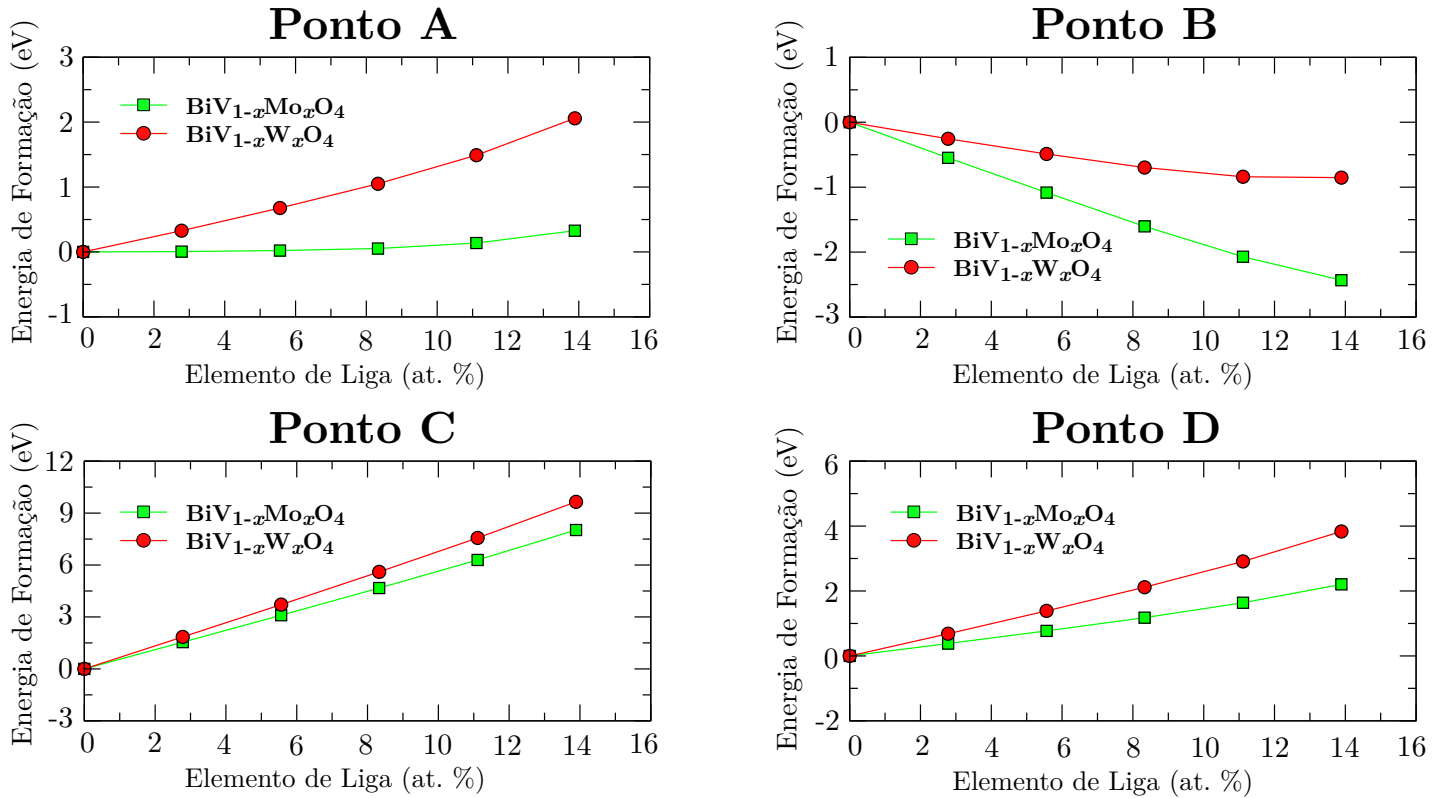 Ponto A
Energia de Formação (eV)
3
2
1
0
-1
BiV1-xMoxO4
BiV1-xWxO4
0 2 4 6 8 10 12 14 16
Elemento de Liga (at. %)
Ponto B
Energia de Formação (eV)
1
0
-1
-2
-3
BiV1-xMoxO4
BiV1-xWxO4
0 2 4 6 8 10 12 14 16
Elemento de Liga (at. %)
Ponto C
Energia de Formação (eV)
12
9
6
3
0
-3
BiV1-xMoxO4
BiV1-xWxO4
0 2 4 6 8 10 12 14 16
Elemento de Liga (at. %)
Ponto D
Energia de Formação (eV)
6
4
2
0
-2
BiV1-xMoxO4
BiV1-xWxO4
0 2 4 6 8 10 12 14 16
Elemento de Liga (at. %)